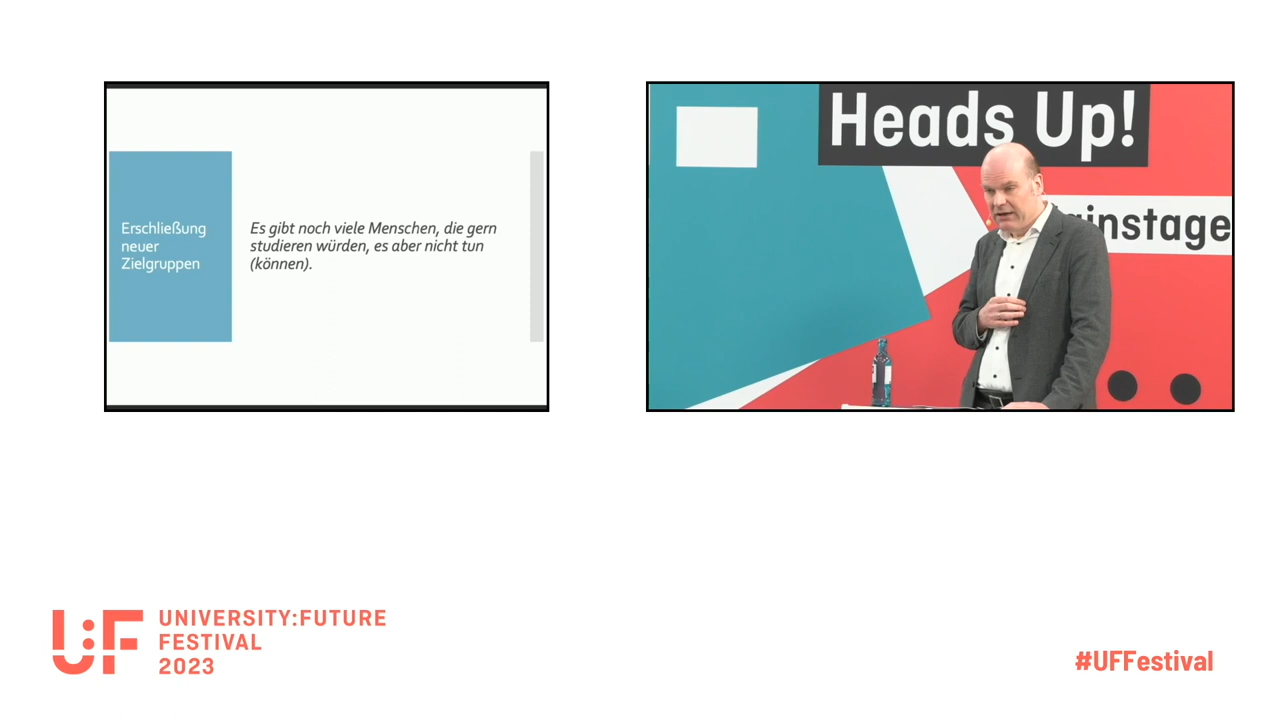 Erschließung
neuer
Zielgruppen
Es gibt noch viele Menschen, die gern
studieren würden, es aber nicht tun
(können).
Heads Up!
U:F
UNIVERSITY:FUTURE
FESTIVAL
2023
#UFFestival